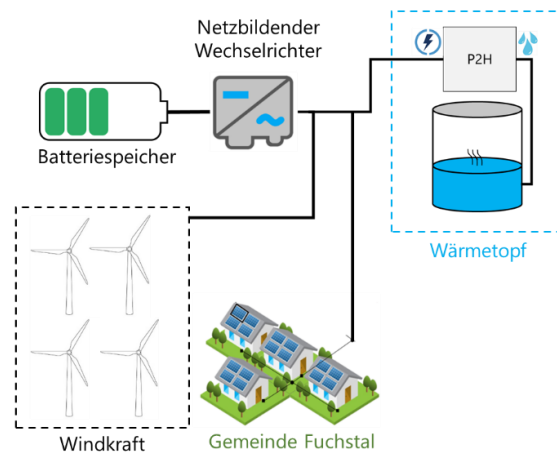 Netzbildender
Wechselrichter
P2H
Batteriespeicher
Wärmetopf
Windkraft
Gemeinde Fuchstal